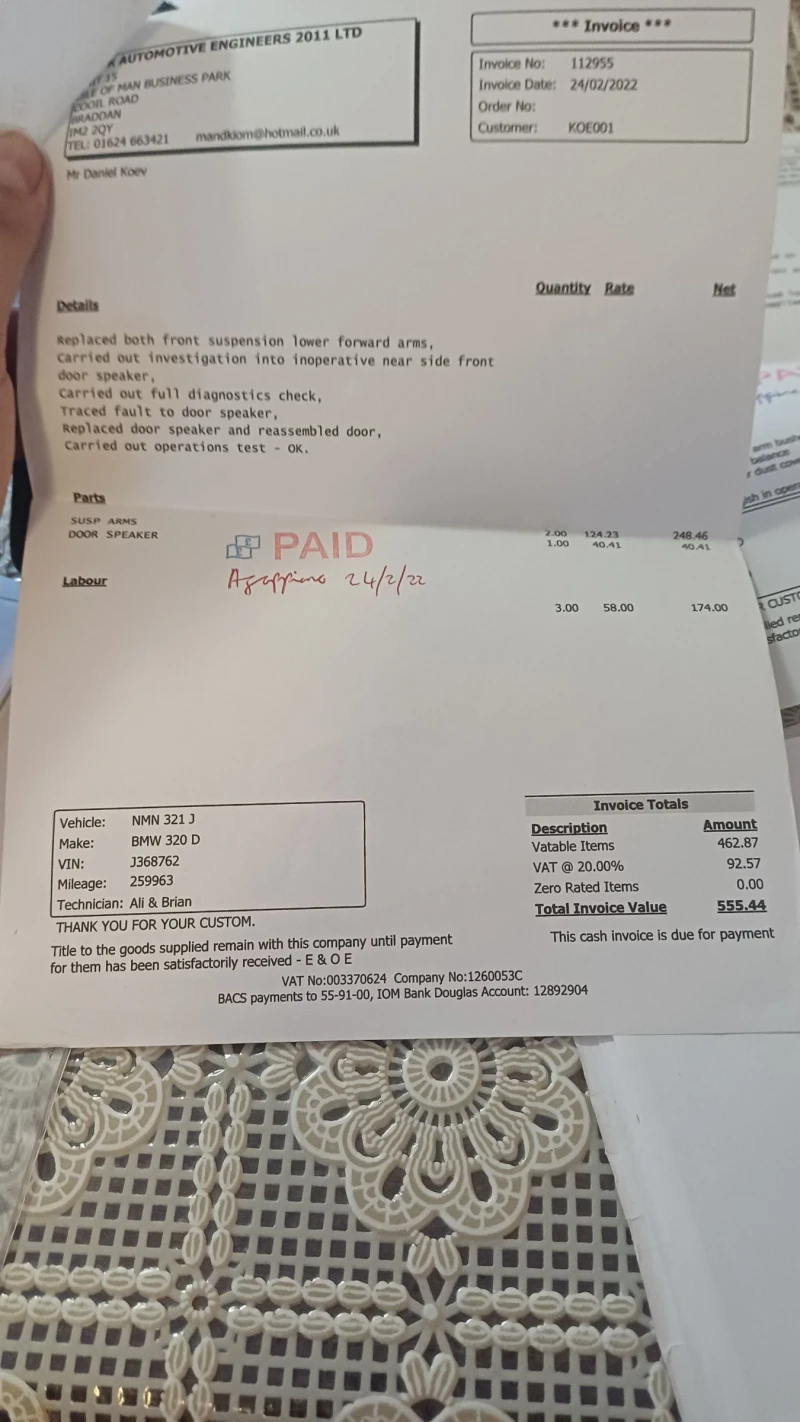 AUTOMOTIVE ENGINEERS 2011 LTD
OF MAN BUSINESS PARK
ROAD
BRADDAN
IM2 2QY
TEL: 01624 663421 mandkiom@hotmail.co.uk
*** Invoice ***
Invoice No: 112955
Invoice Date: 24/02/2022
Order No:
Customer: KOE001
Mr Daniel Koev
Quantity Rate Net
Details
Replaced both front suspension lower forward arms,
Carried out investigation into inoperative near side front
door speaker,
Carried out full diagnostics check,
Traced fault to door speaker,
Replaced door speaker and reassembled door,
Carried out operations test - OK.
Parts
SUSP ARMS 2.00 124.23 248.46
DOOR SPEAKER 1.00 40.41 40.41
PAID
24/2/22
Labour
3.00 58.00 174.00
Vehicle: NMN 321 J
Make: BMW 320 D
VIN: J368762
Mileage: 259963
Technician: Ali & Brian
Invoice Totals
Description Amount
Vatable Items 462.87
VAT @ 20.00% 92.57
Zero Rated Items 0.00
Total Invoice Value 555.44
THANK YOU FOR YOUR CUSTOM.
Title to the goods supplied remain with this company until payment
for them has been satisfactorily received - E & O E
This cash invoice is due for payment
VAT No:003370624 Company No:1260053C
BACS payments to 55-91-00, IOM Bank Douglas Account: 12892904